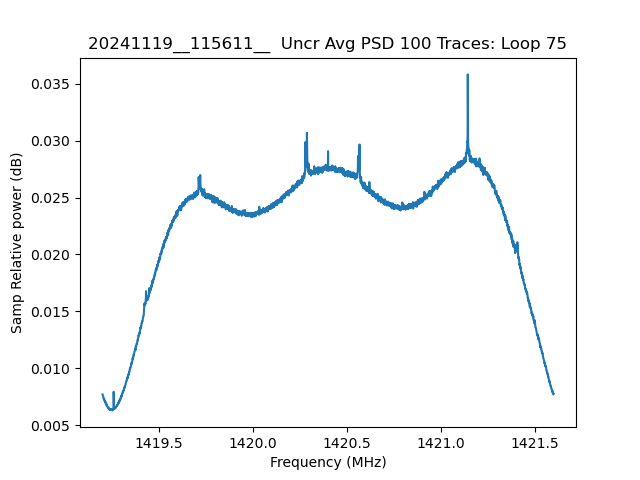 20241119__115611__  Uncr Avg PSD 100 Traces: Loop 75
Samp Relative power (dB)
0.035
0.030
0.025
0.020
0.015
0.010
0.005
1419.5 1420.0 1420.5 1421.0 1421.5
Frequency (MHz)